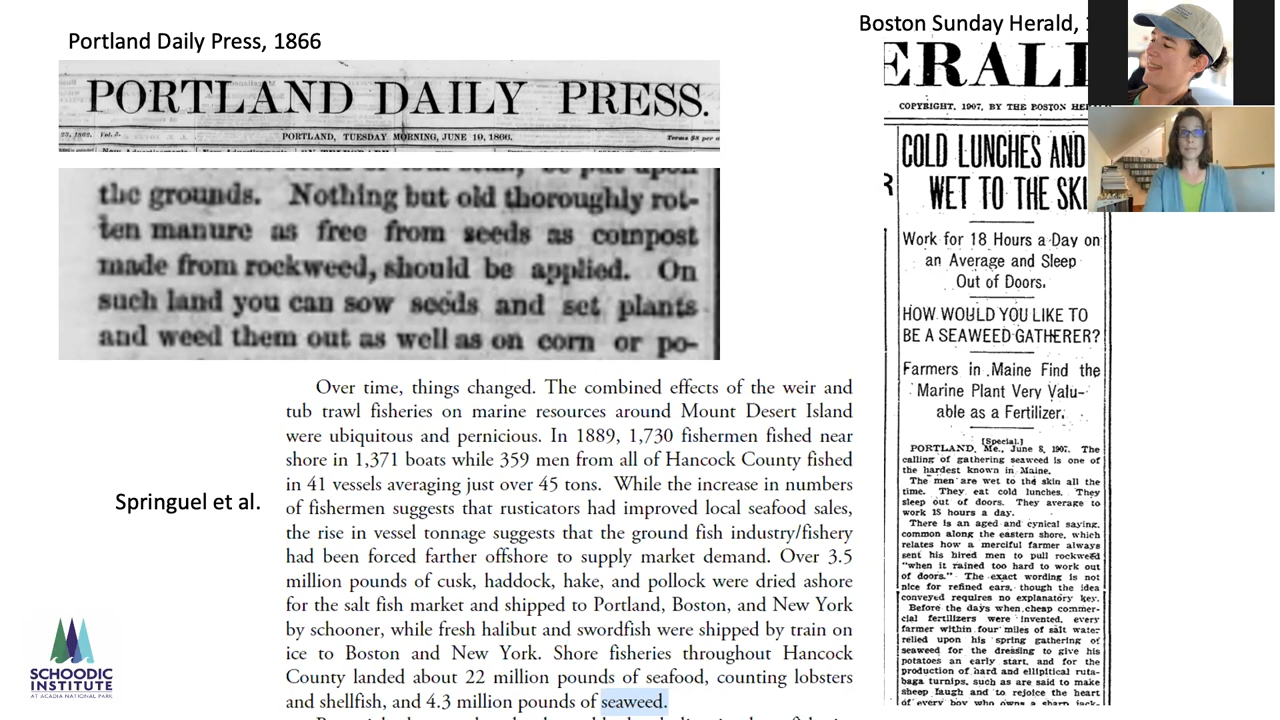 Portland Daily Press, 1866
PORTLAND DAILY PRESS.
PORTLAND, TUESDAY MORNING, JUNE 19, 1866.
the grounds. Nothing but old thoroughly rot-
ten manure as free from seeds as compost
made from rockweed, should be applied. On
such land you can sow seeds and set plants
and weed them out as well as on corn or po-
Over time, things changed. The combined effects of the weir and
tub trawl fisheries on marine resources around Mount Desert Island
were ubiquitous and pernicious. In 1889, 1,730 fishermen fished near
shore in 1,371 boats while 359 men from all of Hancock County fished
in 41 vessels averaging just over 45 tons. While the increase in numbers
of fishermen suggests that rusticators had improved local seafood sales,
the rise in vessel tonnage suggests that the ground fish industry/fishery
had been forced farther offshore to supply market demand. Over 3.5
million pounds of cusk, haddock, hake, and pollock were dried ashore
for the salt fish market and shipped to Portland, Boston, and New York
by schooner, while fresh halibut and swordfish were shipped by train on
ice to Boston and New York. Shore fisheries throughout Hancock
County landed about 22 million pounds of seafood, counting lobsters
and shellfish, and 4.3 million pounds of seaweed.
Springuel et al.
SCHOODIC
INSTITUTE
AT ACADIA NATIONAL PARK
Boston Sunday Herald,
ERAL
COPYRIGHT, 1907, BY THE BOSTON HE
COLD LUNCHES AND
WET TO THE SKI
Work for 18 Hours a Day on
an Average and Sleep
Out of Doors.
HOW WOULD YOU LIKE TO
BE A SEAWEED GATHERER?
Farmers in Maine Find the
Marine Plant Very Valu-
able as a Fertilizer.
[Special.]
PORTLAND, Me., June 8, 1907. The
calling of gathering seaweed is one of
the hardest known in Maine.
The men are wet to the skin all the
time. They eat cold lunches. They
sleep out of doors. They average to
work 18 hours a day.
There is an aged and cynical saying,
common along the eastern shore, which
relates how a merciful farmer always
sent his hired men to pull rockweed
"when it rained too hard to work out
of doors." The exact wording is not
nice for refined ears, though the idea
conveyed requires no explanatory key.
Before the days when cheap commer-
cial fertilizers were invented, every
farmer within four miles of salt water
relied upon his spring gathering of
seaweed for the dressing to give his
potatoes an early start, and for the
production of hard and elliptical ruta-
baga turnips, such as are said to make
sheep laugh and to rejoice the heart
of every boy who owns a sharp jack-